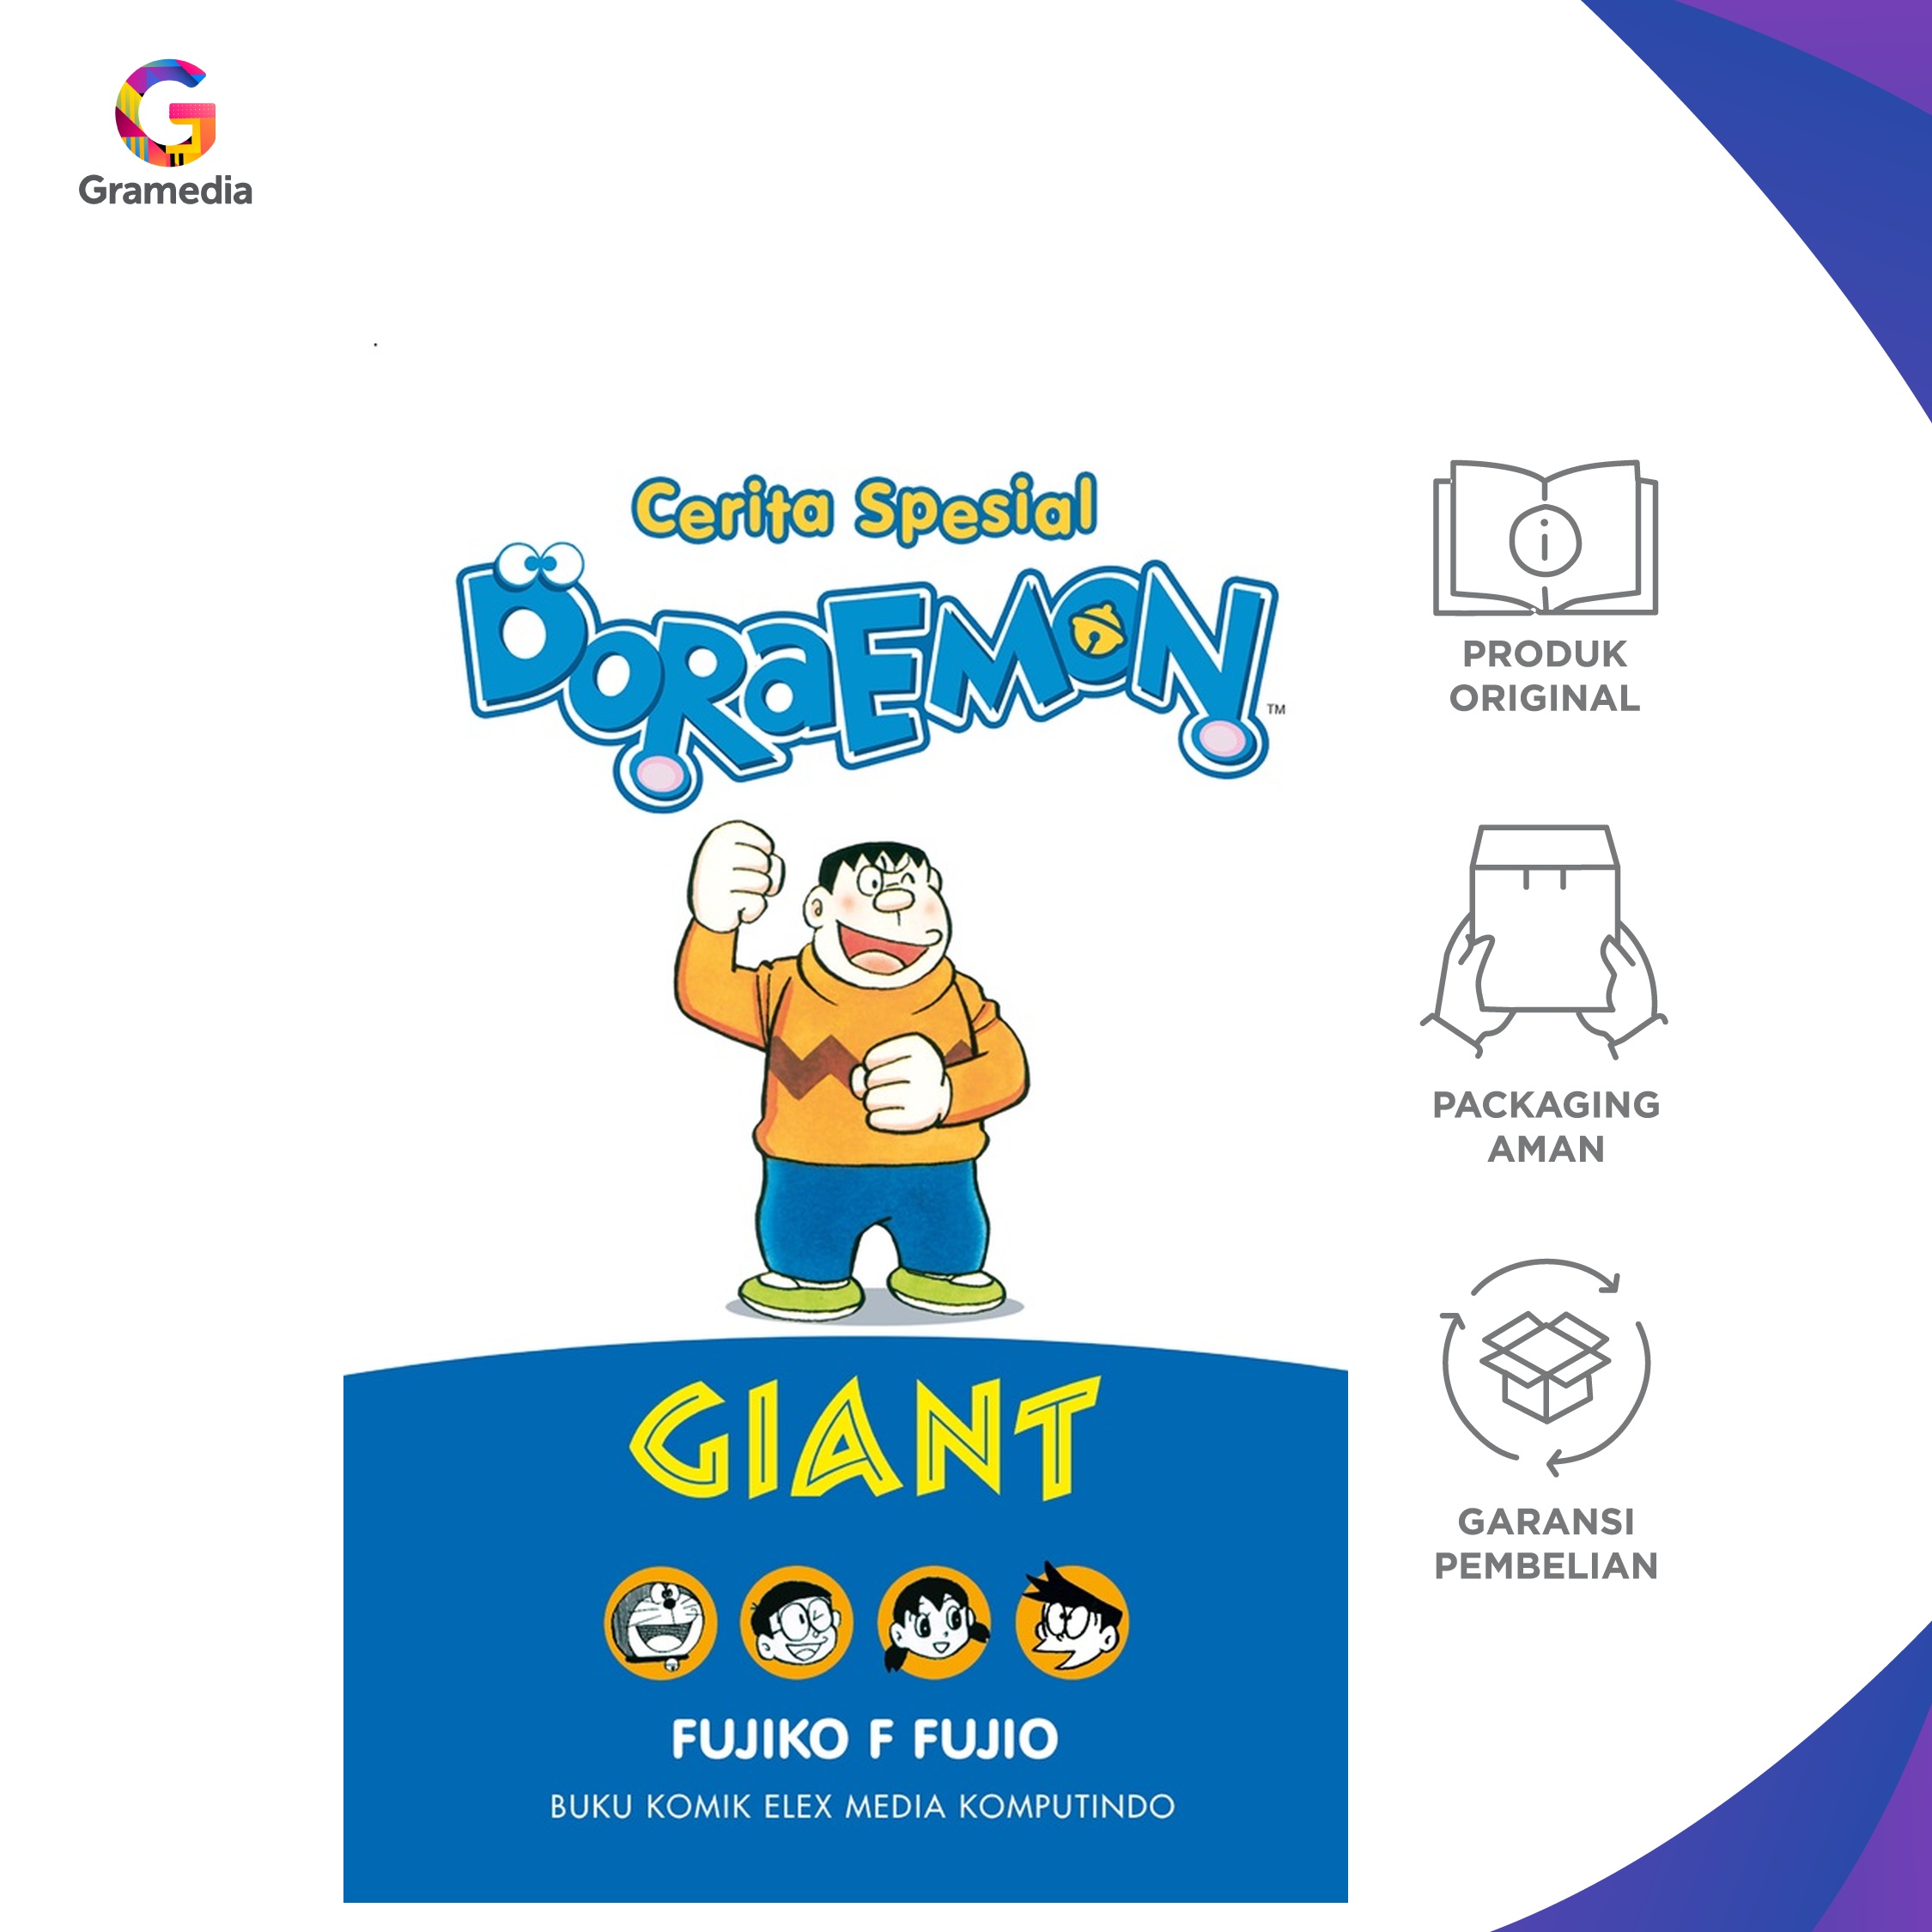 Gramedia
Cerita Spesial
DORAEMON
TM
GIANT
FUJIKO F FUJIO
BUKU KOMIK ELEX MEDIA KOMPUTINDO
PRODUK
ORIGINAL
PACKAGING
AMAN
GARANSI
PEMBELIAN